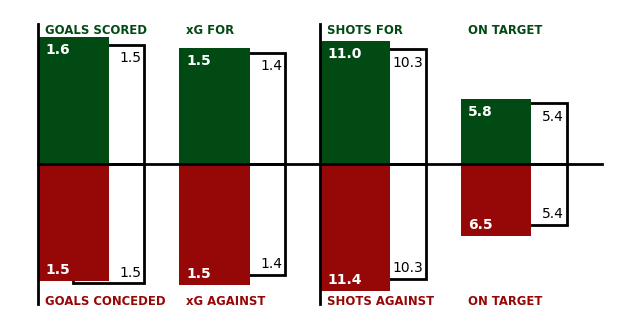 GOALS SCORED xG FOR SHOTS FOR ON TARGET
1.6 1.5 1.5 1.4 11.0 10.3 5.8 5.4
1.5 1.5 1.5 1.4 11.4 10.3 6.5 5.4
GOALS CONCEDED xG AGAINST SHOTS AGAINST ON TARGET